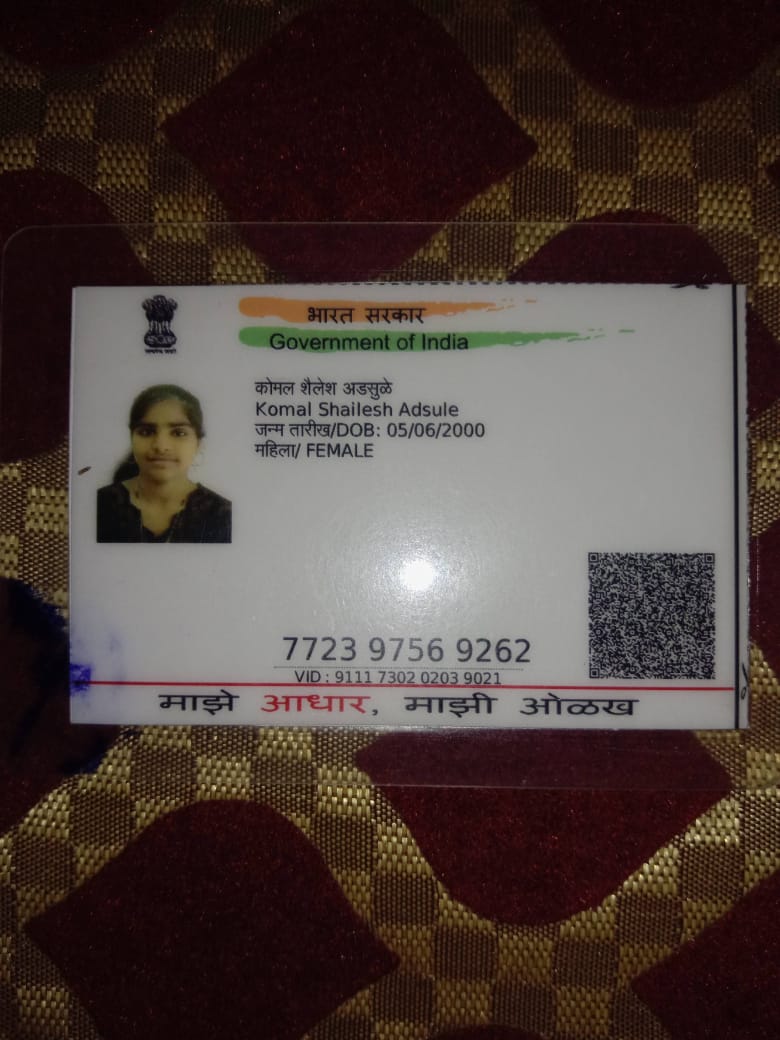 भारत सरकार
Government of India
कोमल शैलेश अडसुळे
Komal Shailesh Adsule
जन्म तारीख/DOB: 05/06/2000
महिला/ FEMALE
7723 9756 9262
VID : 9111 7302 0203 9021
माझे आधार, माझी ओळख